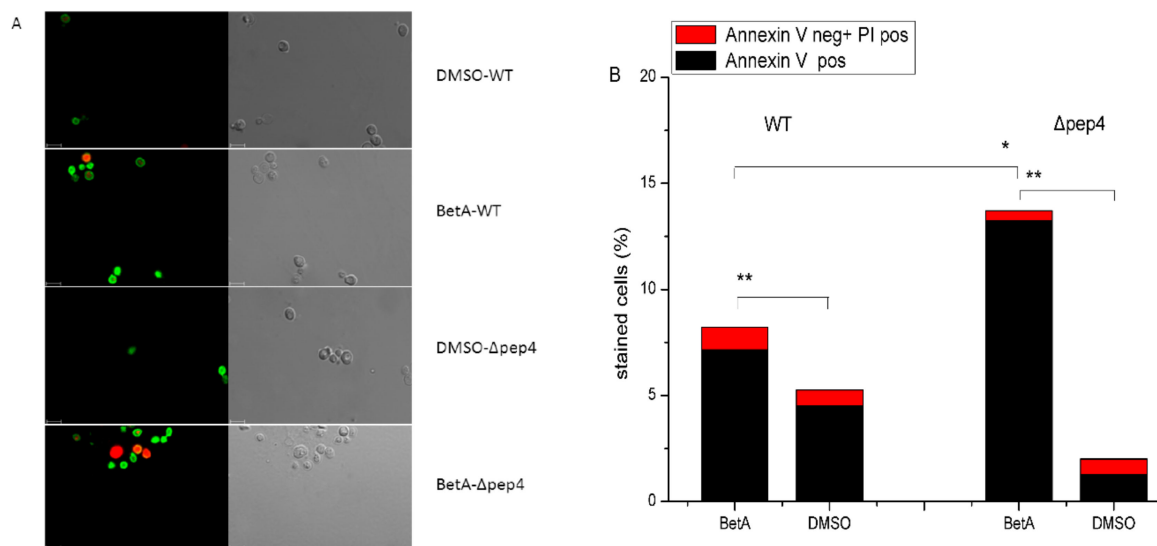 A
DMSO-WT
BetA-WT
DMSO-Δpep4
BetA-Δpep4
B
Annexin V neg+ PI pos
Annexin V pos
20
15
10
5
0
stained cells (%)
WT
Δpep4
*
**
**
BetA
DMSO
BetA
DMSO